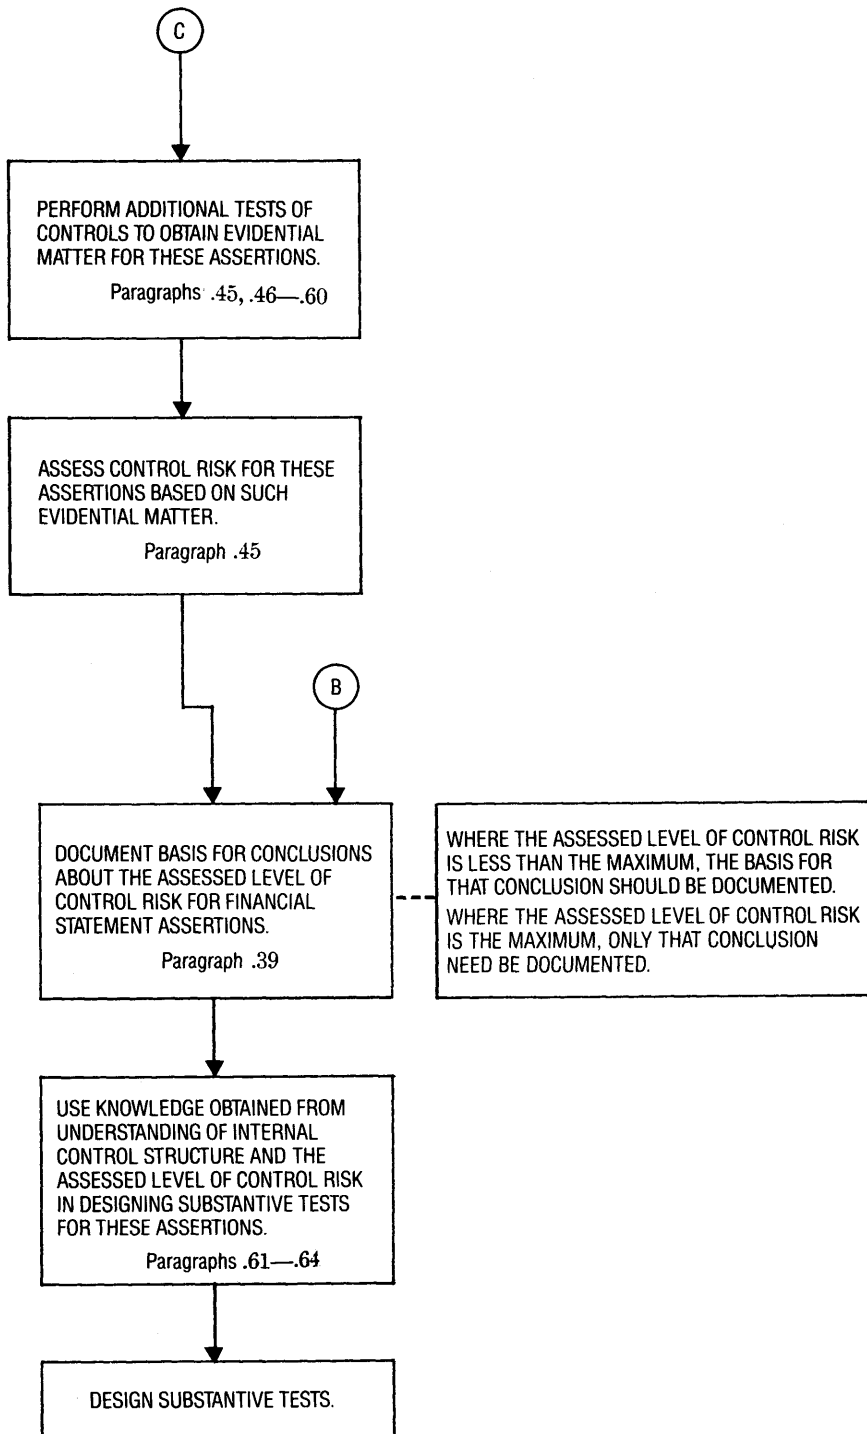 C
PERFORM ADDITIONAL TESTS OF
CONTROLS TO OBTAIN EVIDENTIAL
MATTER FOR THESE ASSERTIONS.
Paragraphs .45, .46—.60
ASSESS CONTROL RISK FOR THESE
ASSERTIONS BASED ON SUCH
EVIDENTIAL MATTER.
Paragraph .45
B
DOCUMENT BASIS FOR CONCLUSIONS
ABOUT THE ASSESSED LEVEL OF
CONTROL RISK FOR FINANCIAL
STATEMENT ASSERTIONS.
Paragraph .39
WHERE THE ASSESSED LEVEL OF CONTROL RISK
IS LESS THAN THE MAXIMUM, THE BASIS FOR
THAT CONCLUSION SHOULD BE DOCUMENTED.
WHERE THE ASSESSED LEVEL OF CONTROL RISK
IS THE MAXIMUM, ONLY THAT CONCLUSION
NEED BE DOCUMENTED.
USE KNOWLEDGE OBTAINED FROM
UNDERSTANDING OF INTERNAL
CONTROL STRUCTURE AND THE
ASSESSED LEVEL OF CONTROL RISK
IN DESIGNING SUBSTANTIVE TESTS
FOR THESE ASSERTIONS.
Paragraphs .61—.64
DESIGN SUBSTANTIVE TESTS.